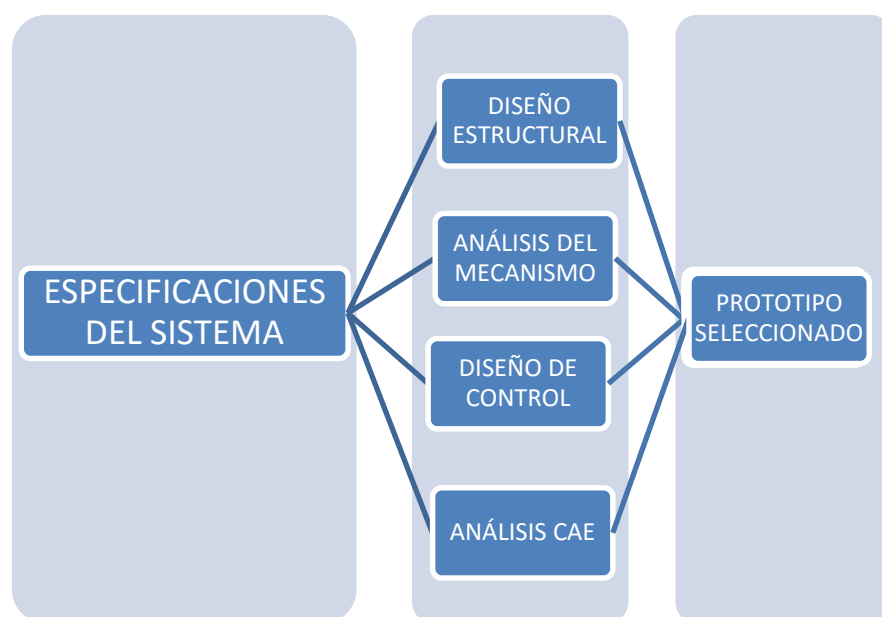 ESPECIFICACIONES
DEL SISTEMA
DISEÑO
ESTRUCTURAL
ANÁLISIS DEL
MECANISMO
DISEÑO DE
CONTROL
ANÁLISIS CAE
PROTOTIPO
SELECCIONADO